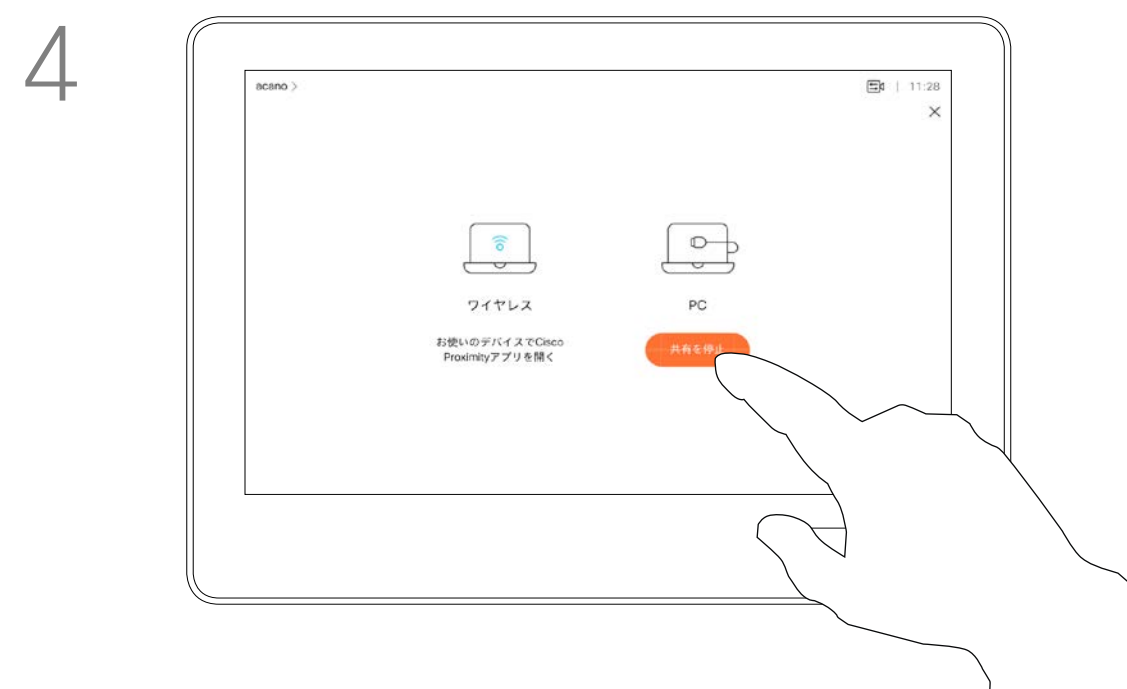 4
acano >
| 11:28
ワイヤレス
PC
お使いのデバイスでCisco
Proximityアプリを開く
共有を停止